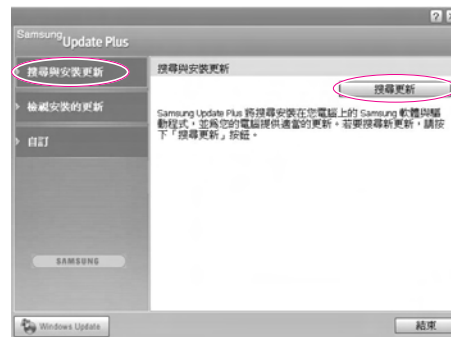 Samsung Update Plus
搜尋與安裝更新
檢視安裝的更新
自訂
SAMSUNG
Windows Update
搜尋與安裝更新
搜尋更新
Samsung Update Plus 將搜尋安裝在您電腦上的 Samsung 軟體與驅
動程式，並為您的電腦提供適當的更新。若要搜尋新更新，請按
下「搜尋更新」按鈕。
結束